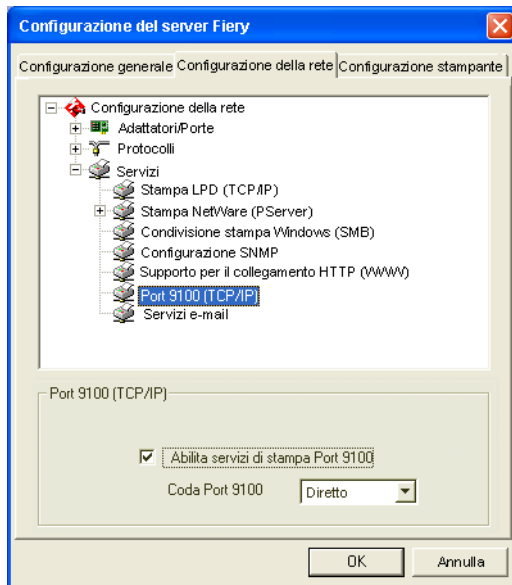 Configurazione del server Fiery
Configurazione generale Configurazione della rete Configurazione stampante
Configurazione della rete
Adattatori/Porte
Protocolli
Servizi
Stampa LPD (TCP/IP)
Stampa NetWare (PServer)
Condivisione stampa Windows (SMB)
Configurazione SNMP
Supporto per il collegamento HTTP (WWW)
Port 9100 (TCP/IP)
Servizi e-mail
Port 9100 (TCP/IP)
Abilita servizi di stampa Port 9100
Coda Port 9100 Diretto
OK Annulla